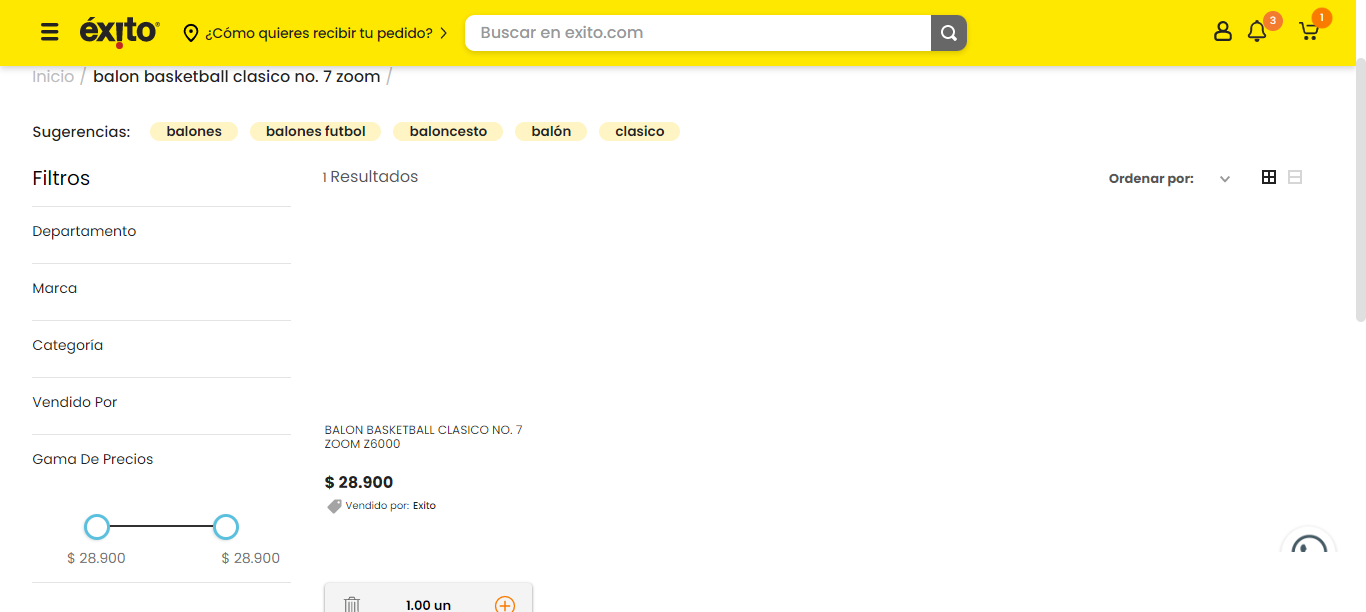 éxito
¿Cómo quieres recibir tu pedido?
Buscar en exito.com
3
1
Inicio / balon basketball clasico no. 7 zoom /
Sugerencias: balones balones futbol baloncesto balón clasico
Filtros
1 Resultados
Ordenar por:
Departamento
Marca
Categoría
Vendido Por
Gama De Precios
$ 28.900 $ 28.900
BALON BASKETBALL CLASICO NO. 7
ZOOM Z6000
$ 28.900
Vendido por: Exito
1.00 un